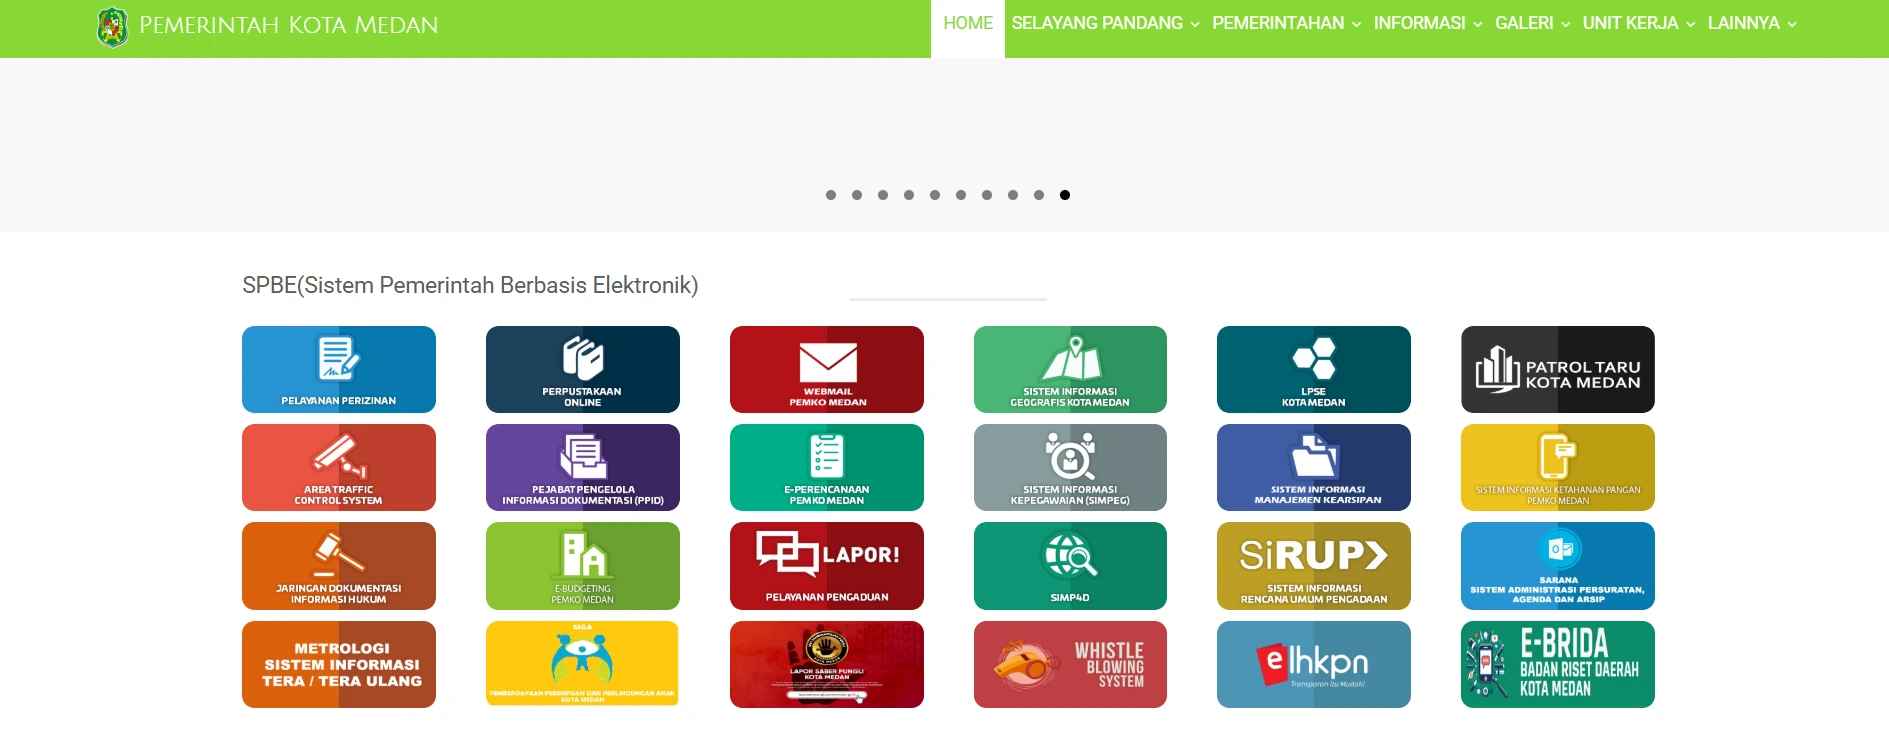 PEMERINTAH KOTA MEDAN
HOME SELAYANG PANDANG PEMERINTAHAN INFORMASI GALERI UNIT KERJA LAINNYA
SPBE(Sistem Pemerintah Berbasis Elektronik)
PELAYANAN PERIZINAN
PERPUSTAKAAN
ONLINE
WEBMAIL
PEMKO MEDAN
SISTEM INFORMASI
GEOGRAFIS KOTA MEDAN
LPSE
KOTA MEDAN
PATROL TARU
KOTA MEDAN
AREA TRAFFIC
CONTROL SYSTEM
PEJABAT PENGELOLA
INFORMASI DOKUMENTASI (PPID)
E-PERENCANAAN
PEMKO MEDAN
SISTEM INFORMASI
KEPEGAWAIAN (SIMPEG)
SISTEM INFORMASI
MANAJEMEN KEARSIPAN
SISTEM INFORMASI KETAHANAN PANGAN
PEMKO MEDAN
JARINGAN DOKUMENTASI
INFORMASI HUKUM
E-BUDGETING
PEMKO MEDAN
LAPOR!
PELAYANAN PENGADUAN
SIMP4D
SiRUP
SISTEM INFORMASI
RENCANA UMUM PENGADAAN
SARANA
SISTEM ADMINISTRASI PERSURATAN,
AGENDA DAN ARSIP
METROLOGI
SISTEM INFORMASI
TERA / TERA ULANG
SIGA
PEMBERDAYAAN PEREMPUAN DAN PERLINDUNGAN ANAK
KOTA MEDAN
LAPOR SABER PUNGLI
KOTA MEDAN
WHISTLE
BLOWING
SYSTEM
elhkpn
Transparan Itu Mudah!
E-BRIDA
BADAN RISET DAERAH
KOTA MEDAN